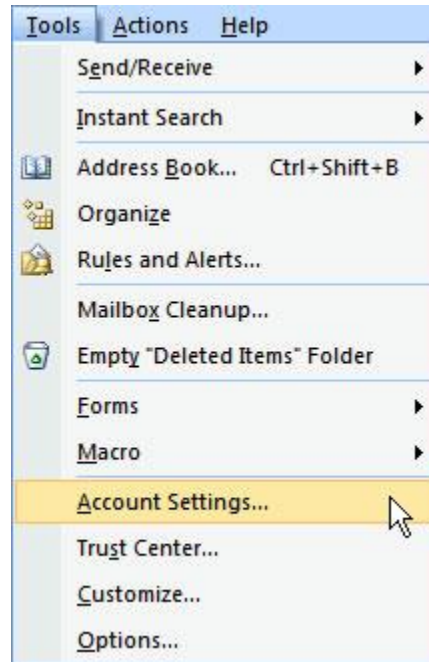 Tools Actions Help
Send/Receive
Instant Search
Address Book... Ctrl+Shift+B
Organize
Rules and Alerts...
Mailbox Cleanup...
Empty "Deleted Items" Folder
Forms
Macro
Account Settings...
Trust Center...
Customize...
Options...